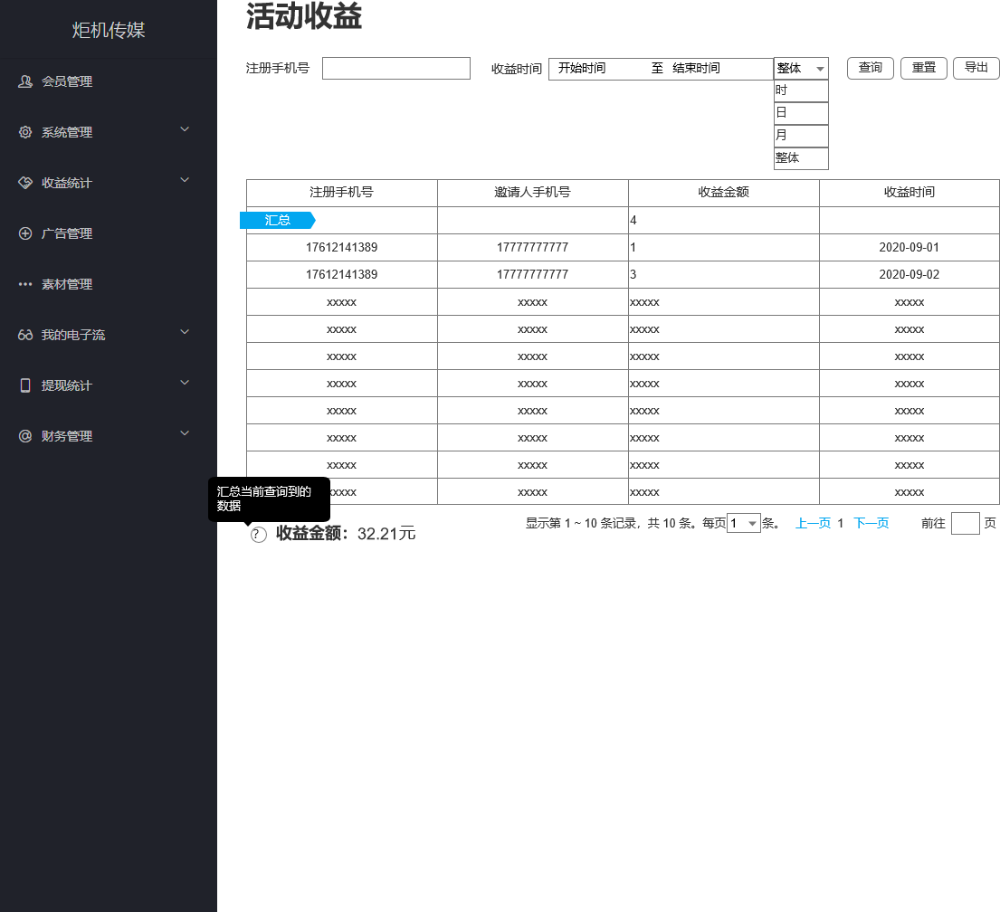 炬机传媒
会员管理
系统管理
收益统计
广告管理
素材管理
我的电子流
提现统计
财务管理
活动收益
注册手机号 收益时间 开始时间 至 结束时间 整体 查询 重置 导出
时
日
月
整体
注册手机号 邀请人手机号 收益金额 收益时间
汇总 4
17612141389 17777777777 1 2020-09-01
17612141389 17777777777 3 2020-09-02
xxxxx xxxxx xxxxx xxxxx
xxxxx xxxxx xxxxx xxxxx
xxxxx xxxxx xxxxx xxxxx
xxxxx xxxxx xxxxx xxxxx
xxxxx xxxxx xxxxx xxxxx
xxxxx xxxxx xxxxx xxxxx
xxxxx xxxxx xxxxx xxxxx
xxxxx xxxxx xxxxx xxxxx
汇总当前查询到的
数据
显示第 1 ~ 10 条记录，共 10 条。每页 1 条。 上一页 1 下一页 前往 页
? 收益金额：32.21元